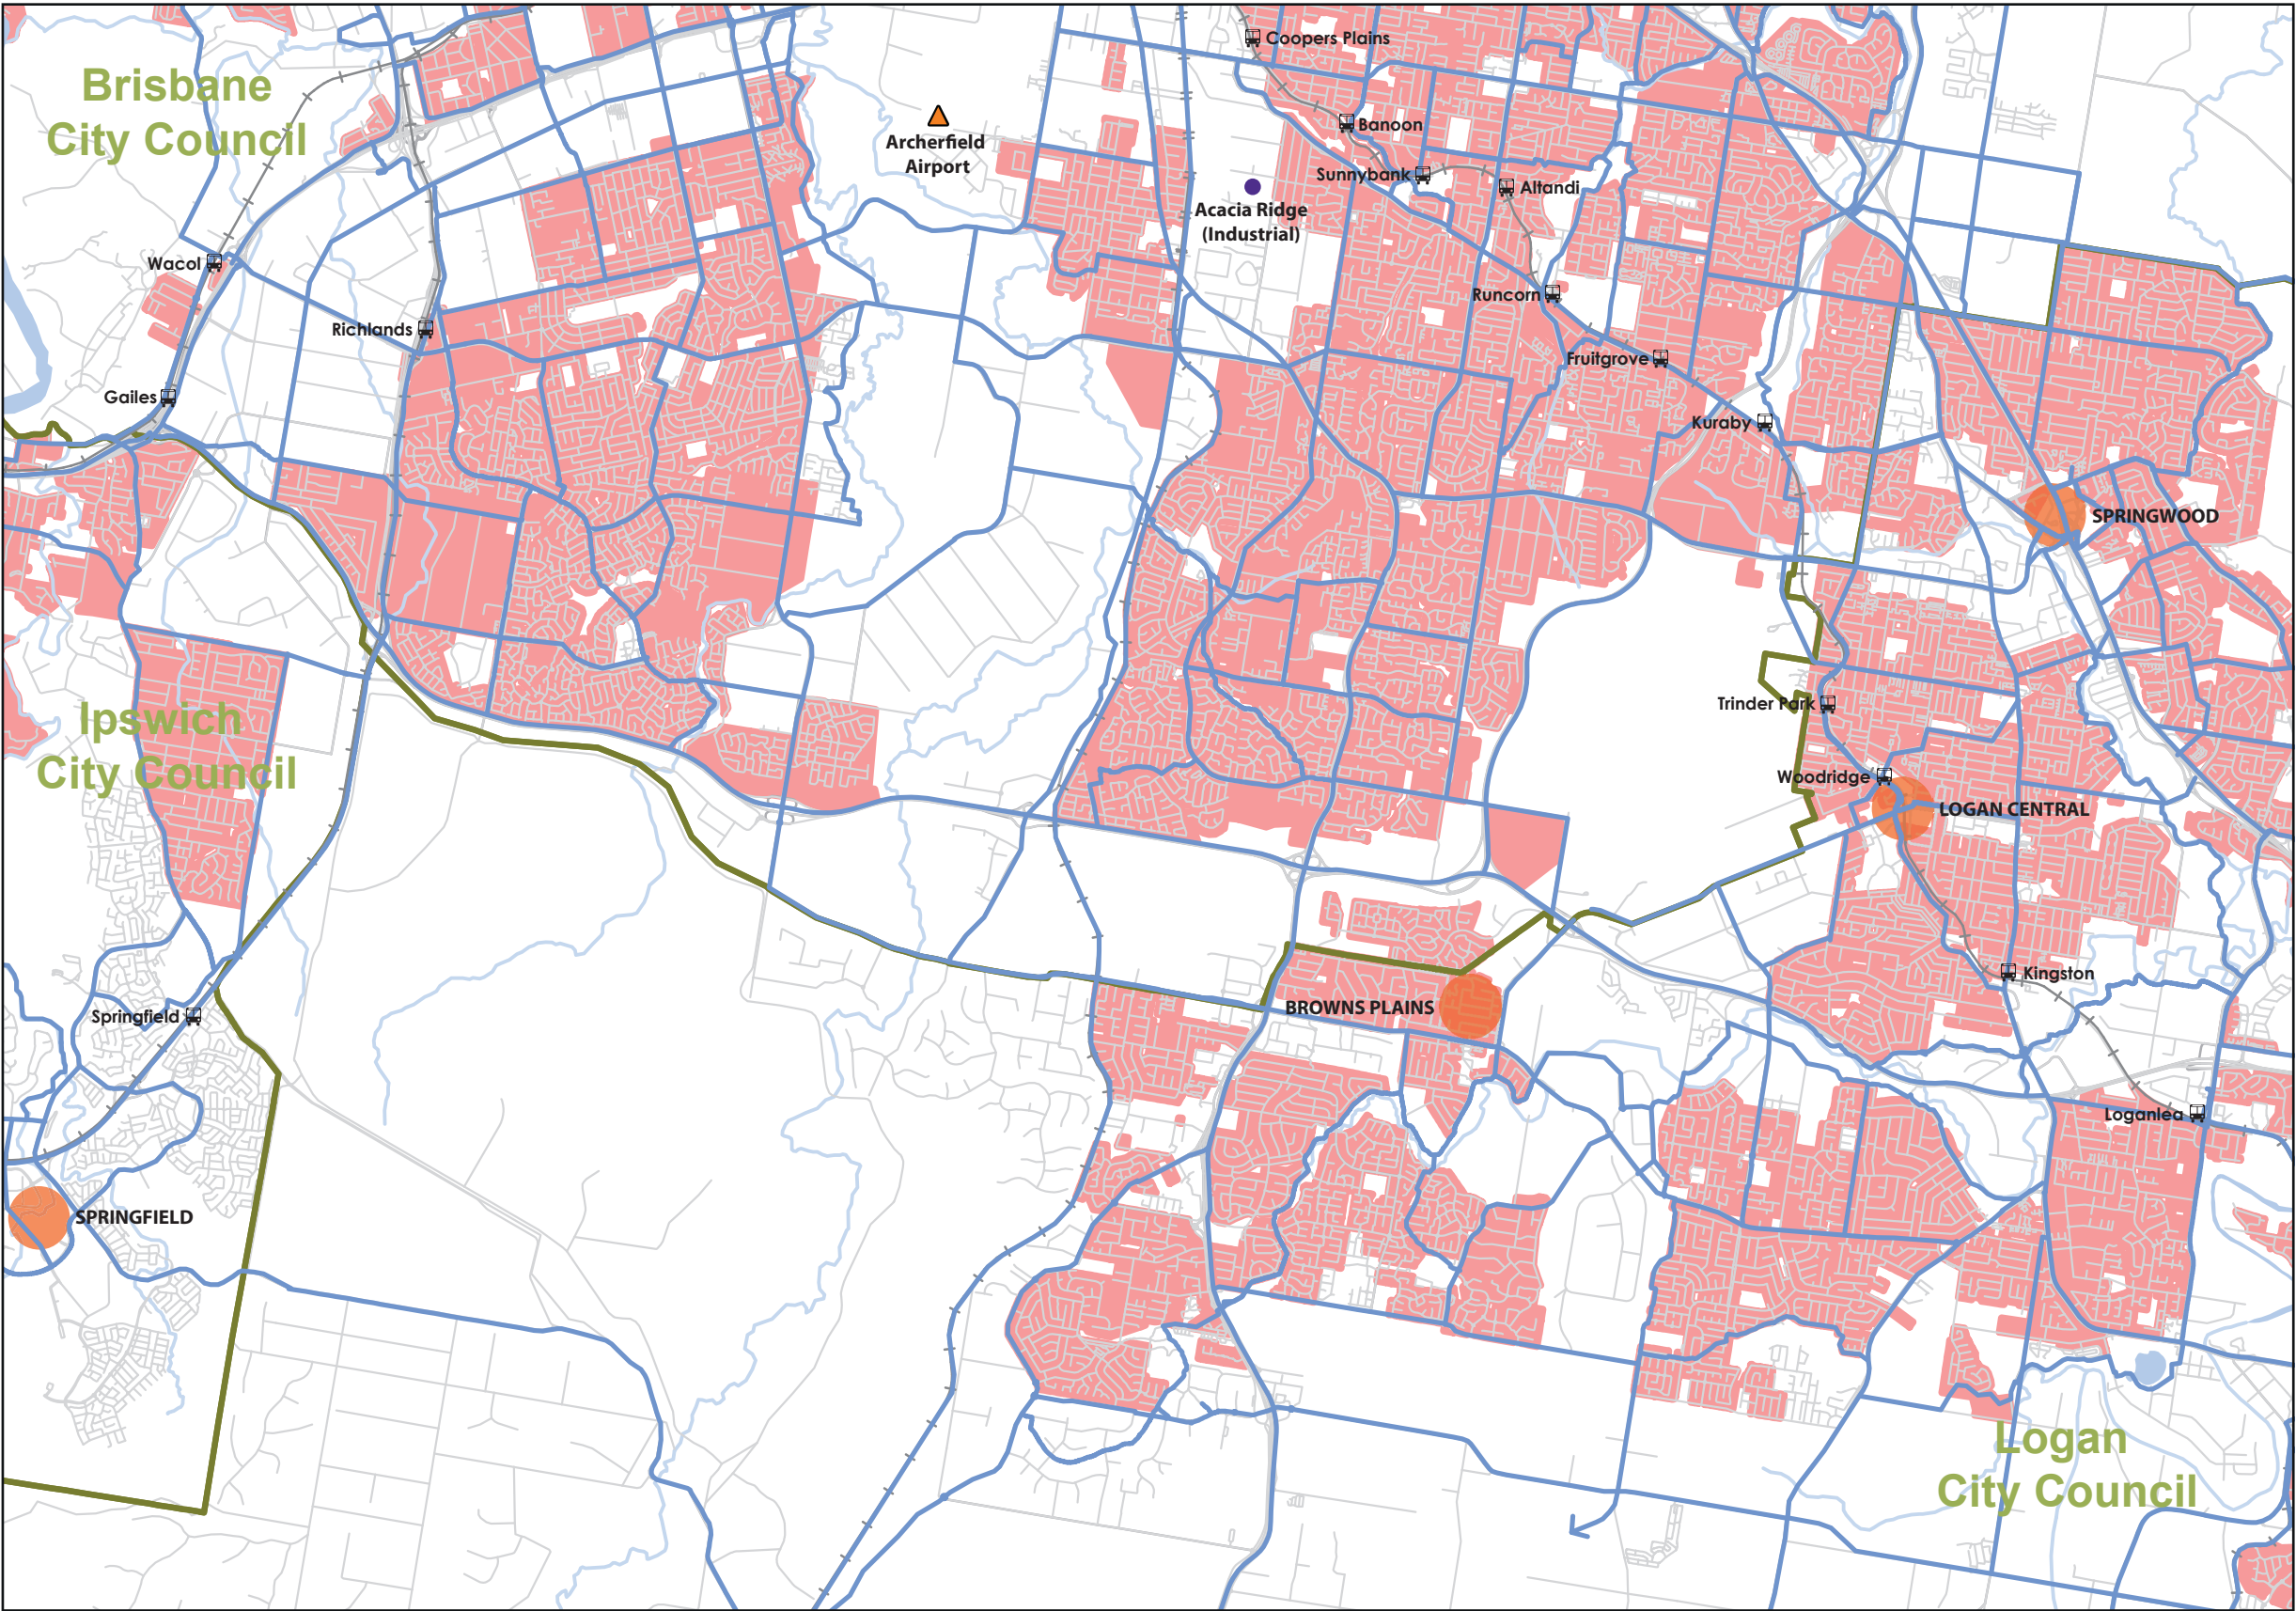 Coopers Plains
Brisbane
City Council
Archerfield
Airport
Banoon
Sunnybank
Altandi
Acacia Ridge
(Industrial)
Wacol
Runcorn
Richlands
Fruitgrove
Gailes
Kuraby
SPRINGWOOD
Trinder Park
Ipswich
City Council
Woodridge
LOGAN CENTRAL
Kingston
BROWNS PLAINS
Springfield
Loganlea
SPRINGFIELD
Logan
City Council